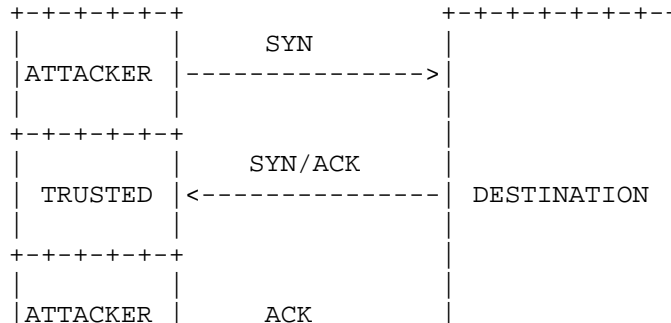 +-+-+-+-+-+ +-+-+-+-+-+-+--
| | SYN |
|ATTACKER |--------------->|
| | |
+-+-+-+-+-+ |
| | SYN/ACK |
| TRUSTED |<---------------| DESTINATION
| | |
+-+-+-+-+-+ |
| | |
|ATTACKER | ACK |